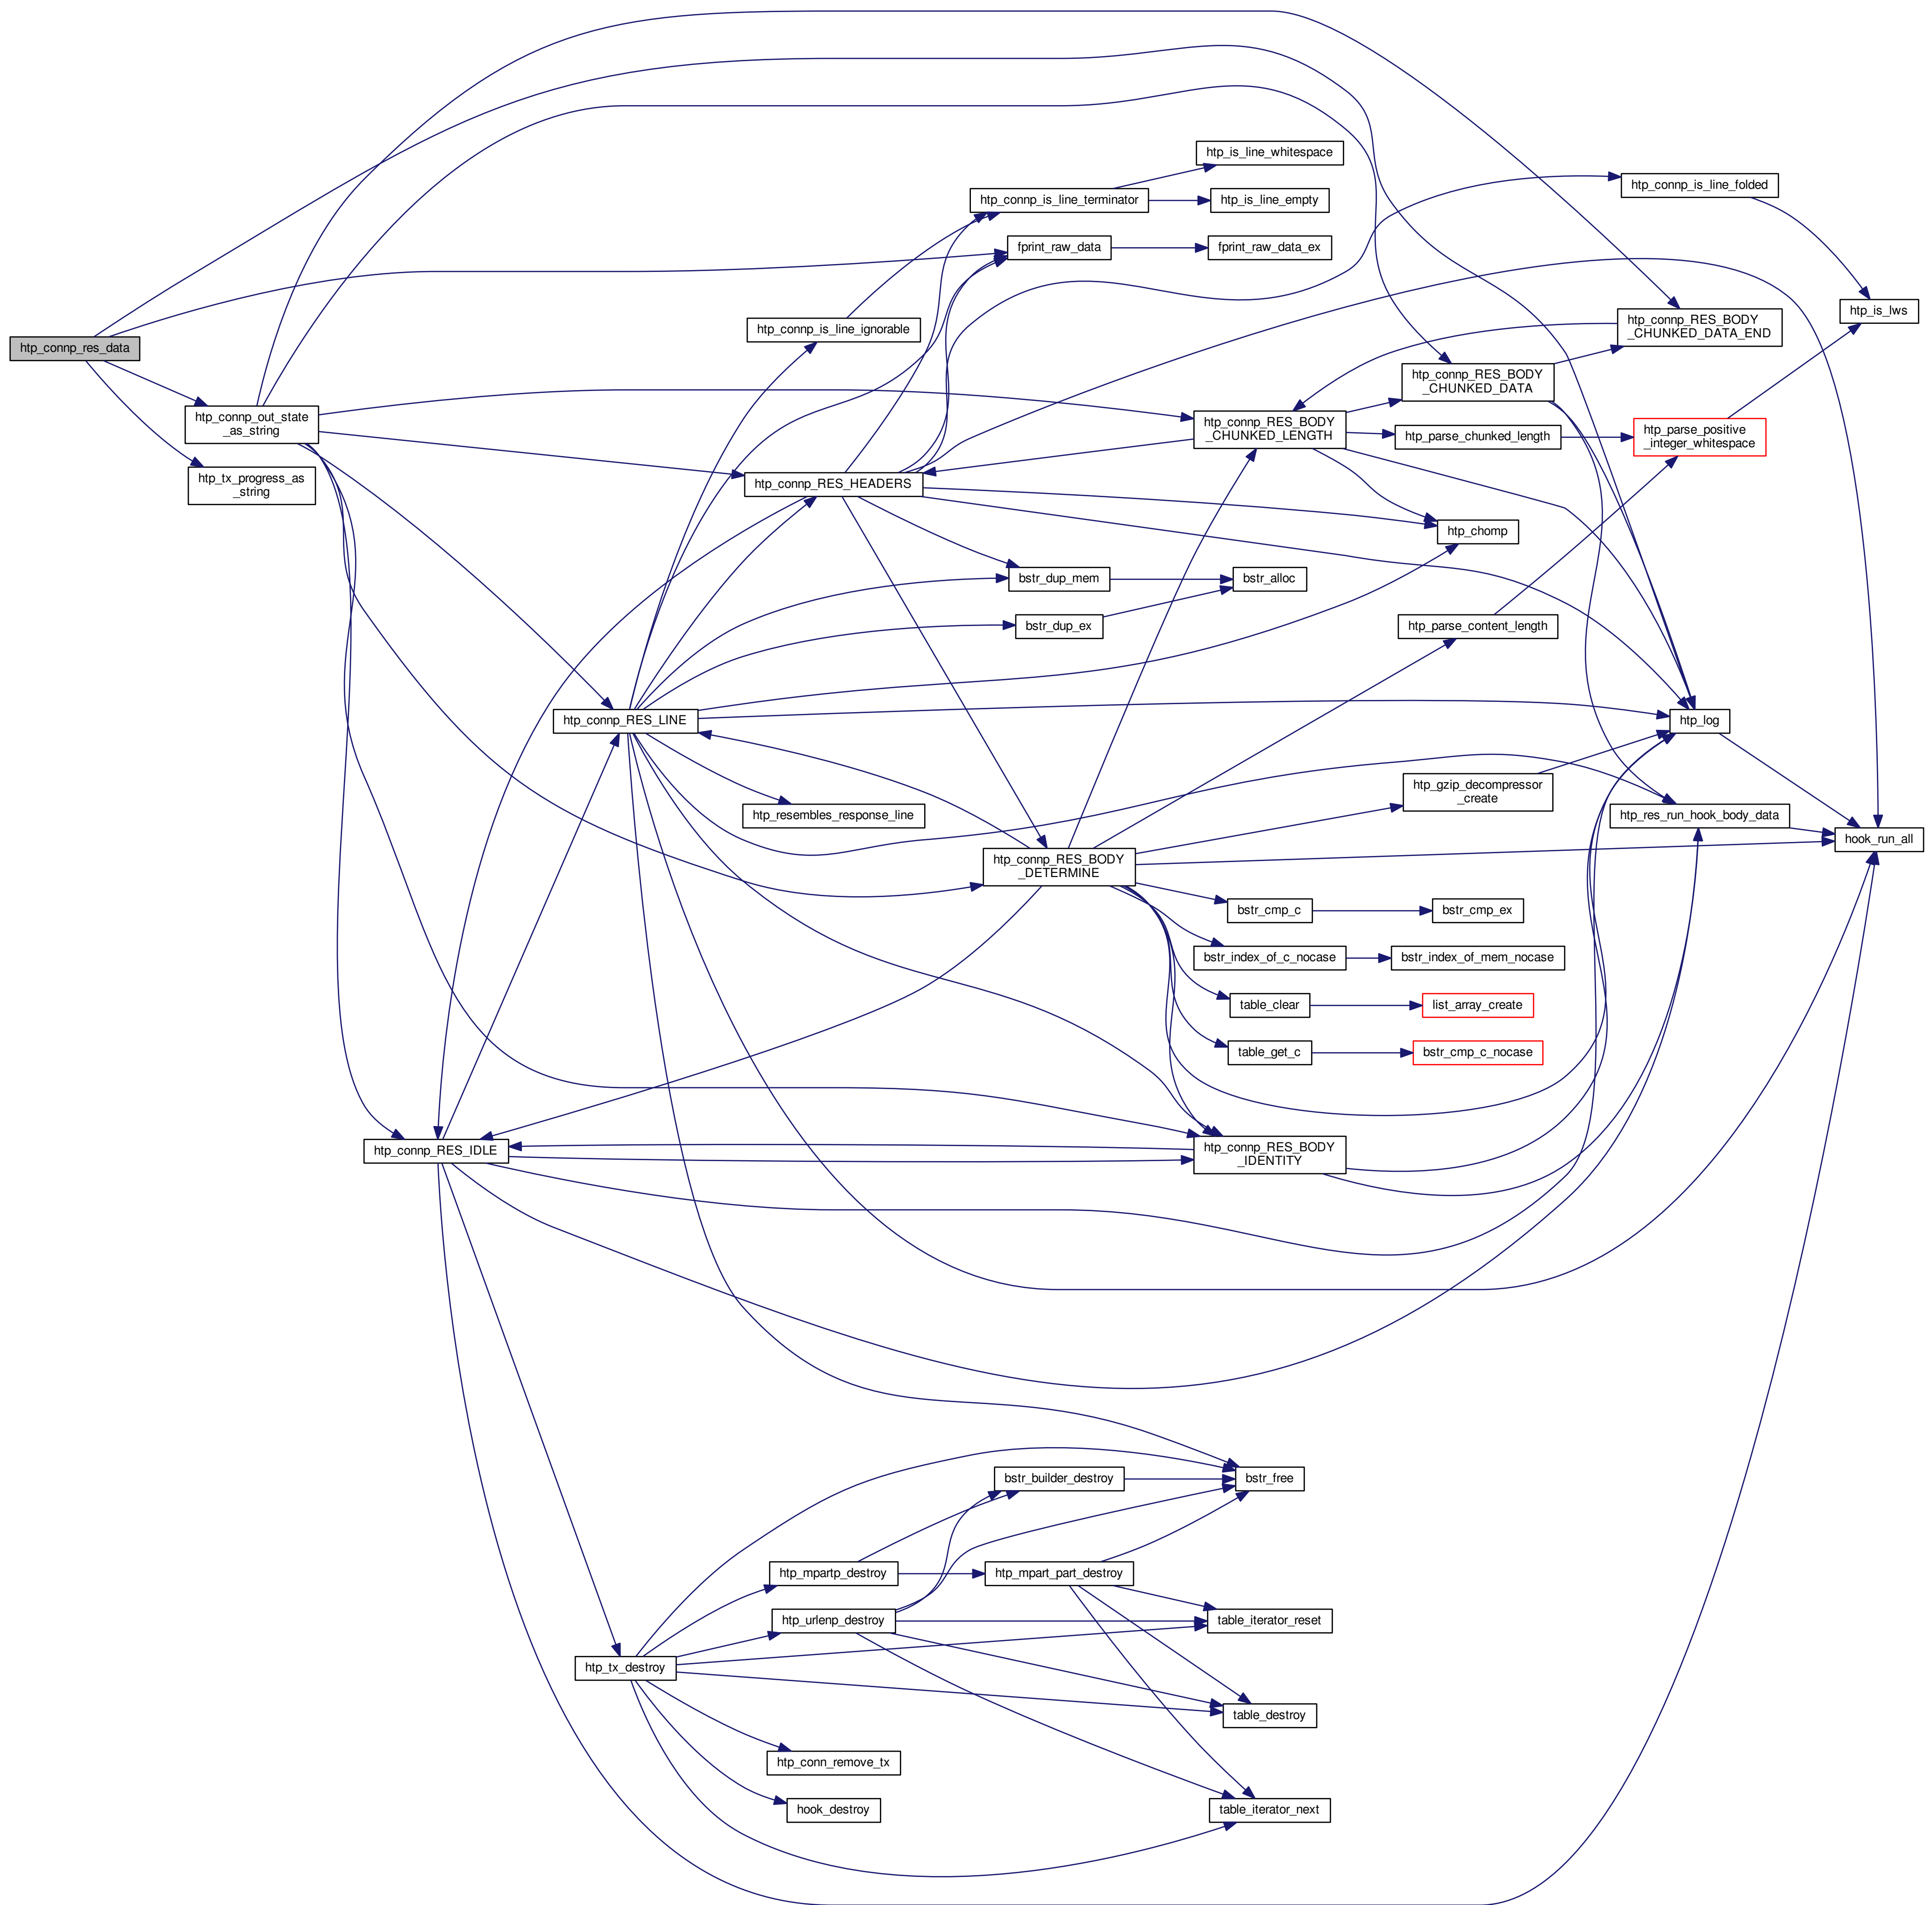 htp_is_line_whitespace
htp_connp_is_line_folded
htp_connp_is_line_terminator
htp_is_line_empty
fprint_raw_data
fprint_raw_data_ex
htp_is_lws
htp_connp_is_line_ignorable
htp_connp_RES_BODY
_CHUNKED_DATA_END
htp_connp_res_data
htp_connp_RES_BODY
_CHUNKED_DATA
htp_connp_out_state
_as_string
htp_connp_RES_BODY
_CHUNKED_LENGTH
htp_parse_chunked_length
htp_parse_positive
_integer_whitespace
htp_tx_progress_as
_string
htp_connp_RES_HEADERS
htp_chomp
bstr_dup_mem
bstr_alloc
bstr_dup_ex
htp_parse_content_length
htp_connp_RES_LINE
htp_log
htp_gzip_decompressor
_create
htp_resembles_response_line
htp_res_run_hook_body_data
hook_run_all
htp_connp_RES_BODY
_DETERMINE
bstr_cmp_c
bstr_cmp_ex
bstr_index_of_c_nocase
bstr_index_of_mem_nocase
table_clear
list_array_create
table_get_c
bstr_cmp_c_nocase
htp_connp_RES_IDLE
htp_connp_RES_BODY
_IDENTITY
bstr_builder_destroy
bstr_free
htp_mpartp_destroy
htp_mpart_part_destroy
htp_urlenp_destroy
table_iterator_reset
htp_tx_destroy
table_destroy
htp_conn_remove_tx
hook_destroy
table_iterator_next